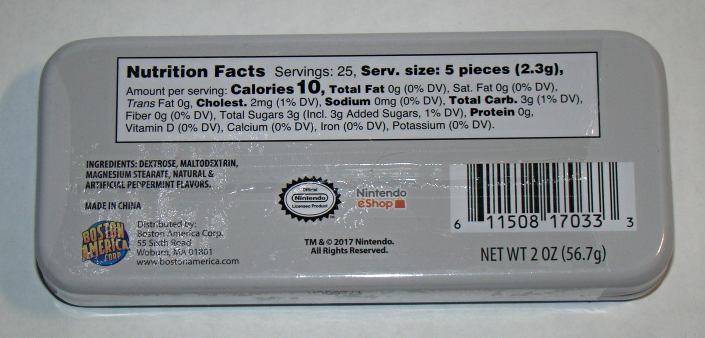 Nutrition Facts Servings: 25, Serv. size: 5 pieces (2.3g),
Amount per serving: Calories 10, Total Fat 0g (0% DV), Sat. Fat 0g (0% DV),
Trans Fat 0g, Cholest. 2mg (1% DV), Sodium 0mg (0% DV), Total Carb. 3g (1% DV),
Fiber 0g (0% DV), Total Sugars 3g (Incl. 3g Added Sugars, 1% DV), Protein 0g,
Vitamin D (0% DV), Calcium (0% DV), Iron (0% DV), Potassium (0% DV).
INGREDIENTS: DEXTROSE, MALTODEXTRIN,
MAGNESIUM STEARATE, NATURAL &
ARTIFICIAL PEPPERMINT FLAVORS.
MADE IN CHINA
BOSTON
AMERICA
CORP
Distributed by:
Boston America Corp.
55 Sixth Road
Woburn, MA 01801
www.bostonamerica.com
Official
Nintendo
Licensed Product
Nintendo
eShop
TM & © 2017 Nintendo.
All Rights Reserved.
6 11508 17033 3
NET WT 2 OZ (56.7g)